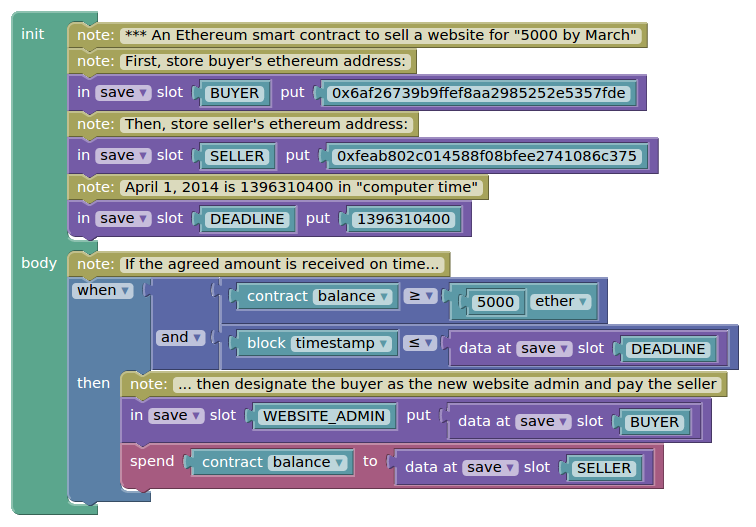 init
note: *** An Ethereum smart contract to sell a website for "5000 by March"
note: First, store buyer's ethereum address:
in save slot BUYER put 0x6af26739b9ffef8aa2985252e5357fde
note: Then, store seller's ethereum address:
in save slot SELLER put 0xfeab802c014588f08bfee2741086c375
note: April 1, 2014 is 1396310400 in "computer time"
in save slot DEADLINE put 1396310400
body
note: If the agreed amount is received on time...
when contract balance ≥ 5000 ether
and block timestamp ≤ data at save slot DEADLINE
then note: ... then designate the buyer as the new website admin and pay the seller
in save slot WEBSITE_ADMIN put data at save slot BUYER
spend contract balance to data at save slot SELLER